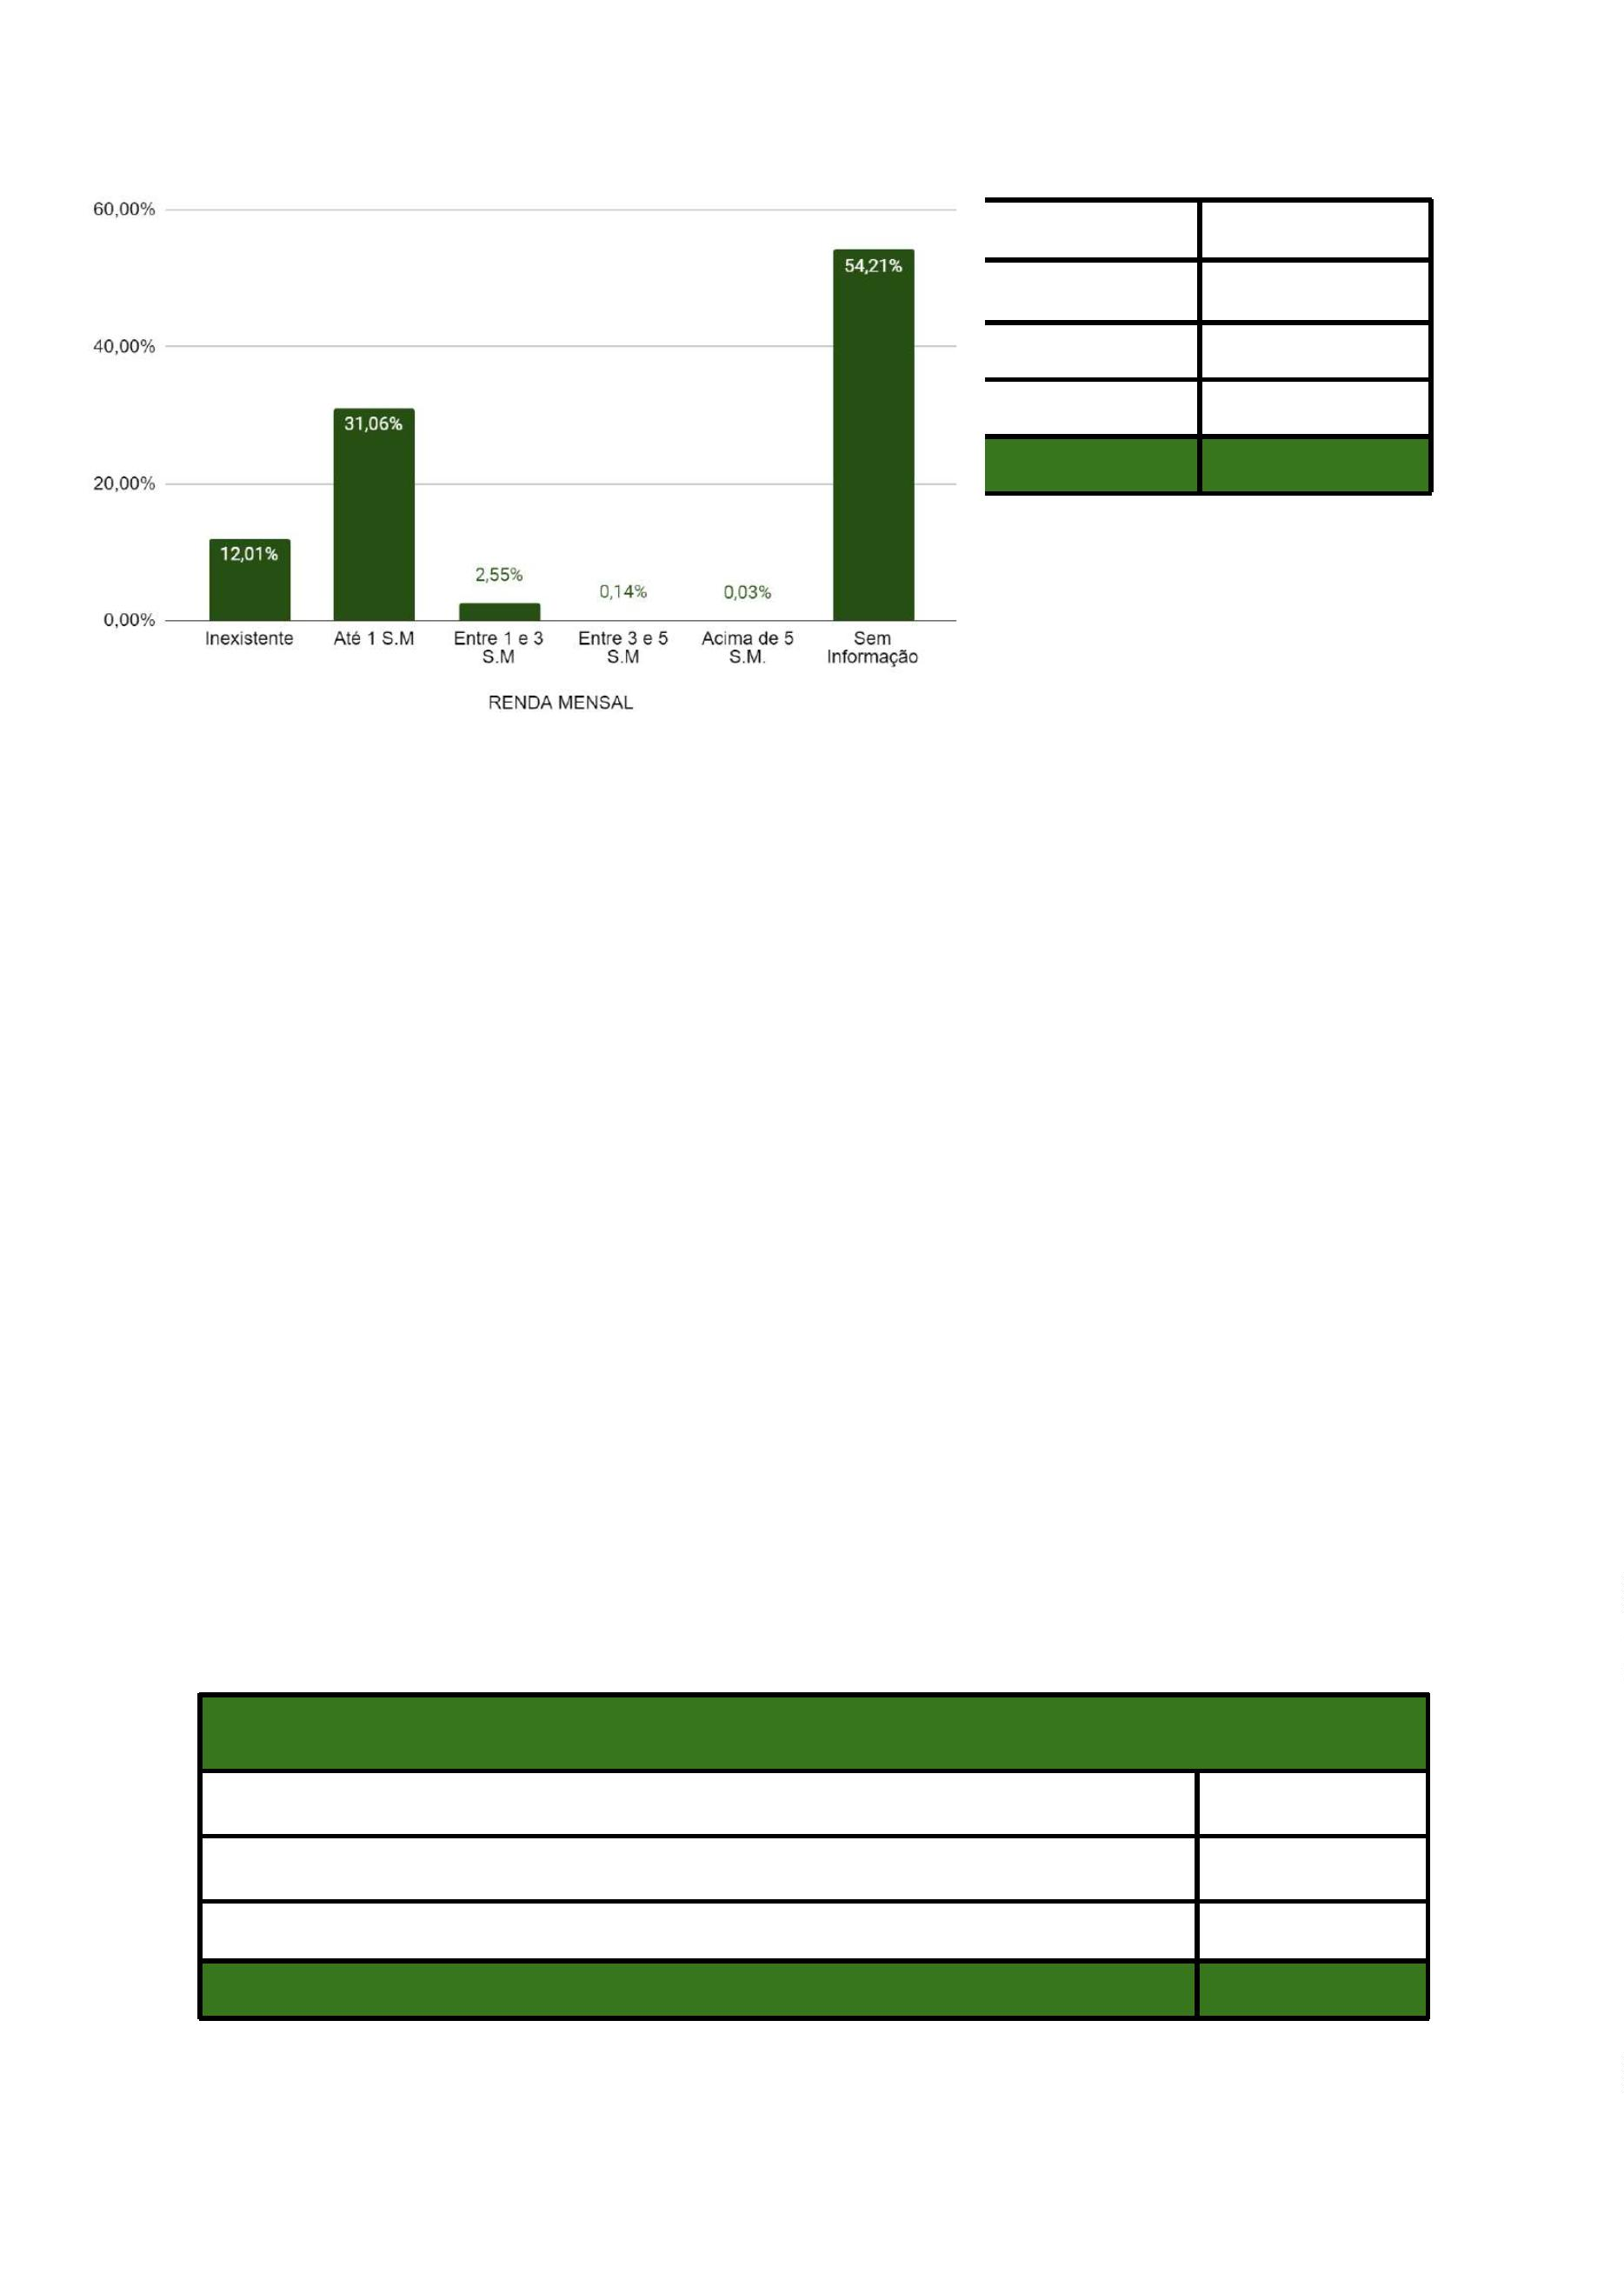 60,00%
54,21%
40,00%
31,06%
20,00%
12,01%
2,55%
0,14%
0,03%
0,00%
Inexistente
Até 1 S.M
Entre 1 e 3
S.M
Entre 3 e 5
S.M
Acima de 5
S.M.
Sem
Informação
RENDA MENSAL